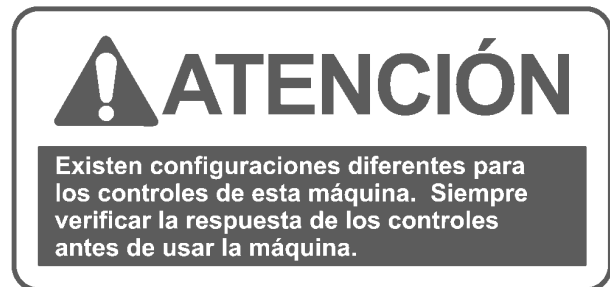 ATENCIÓN
Existen configuraciones diferentes para
los controles de esta máquina. Siempre
verificar la respuesta de los controles
antes de usar la máquina.